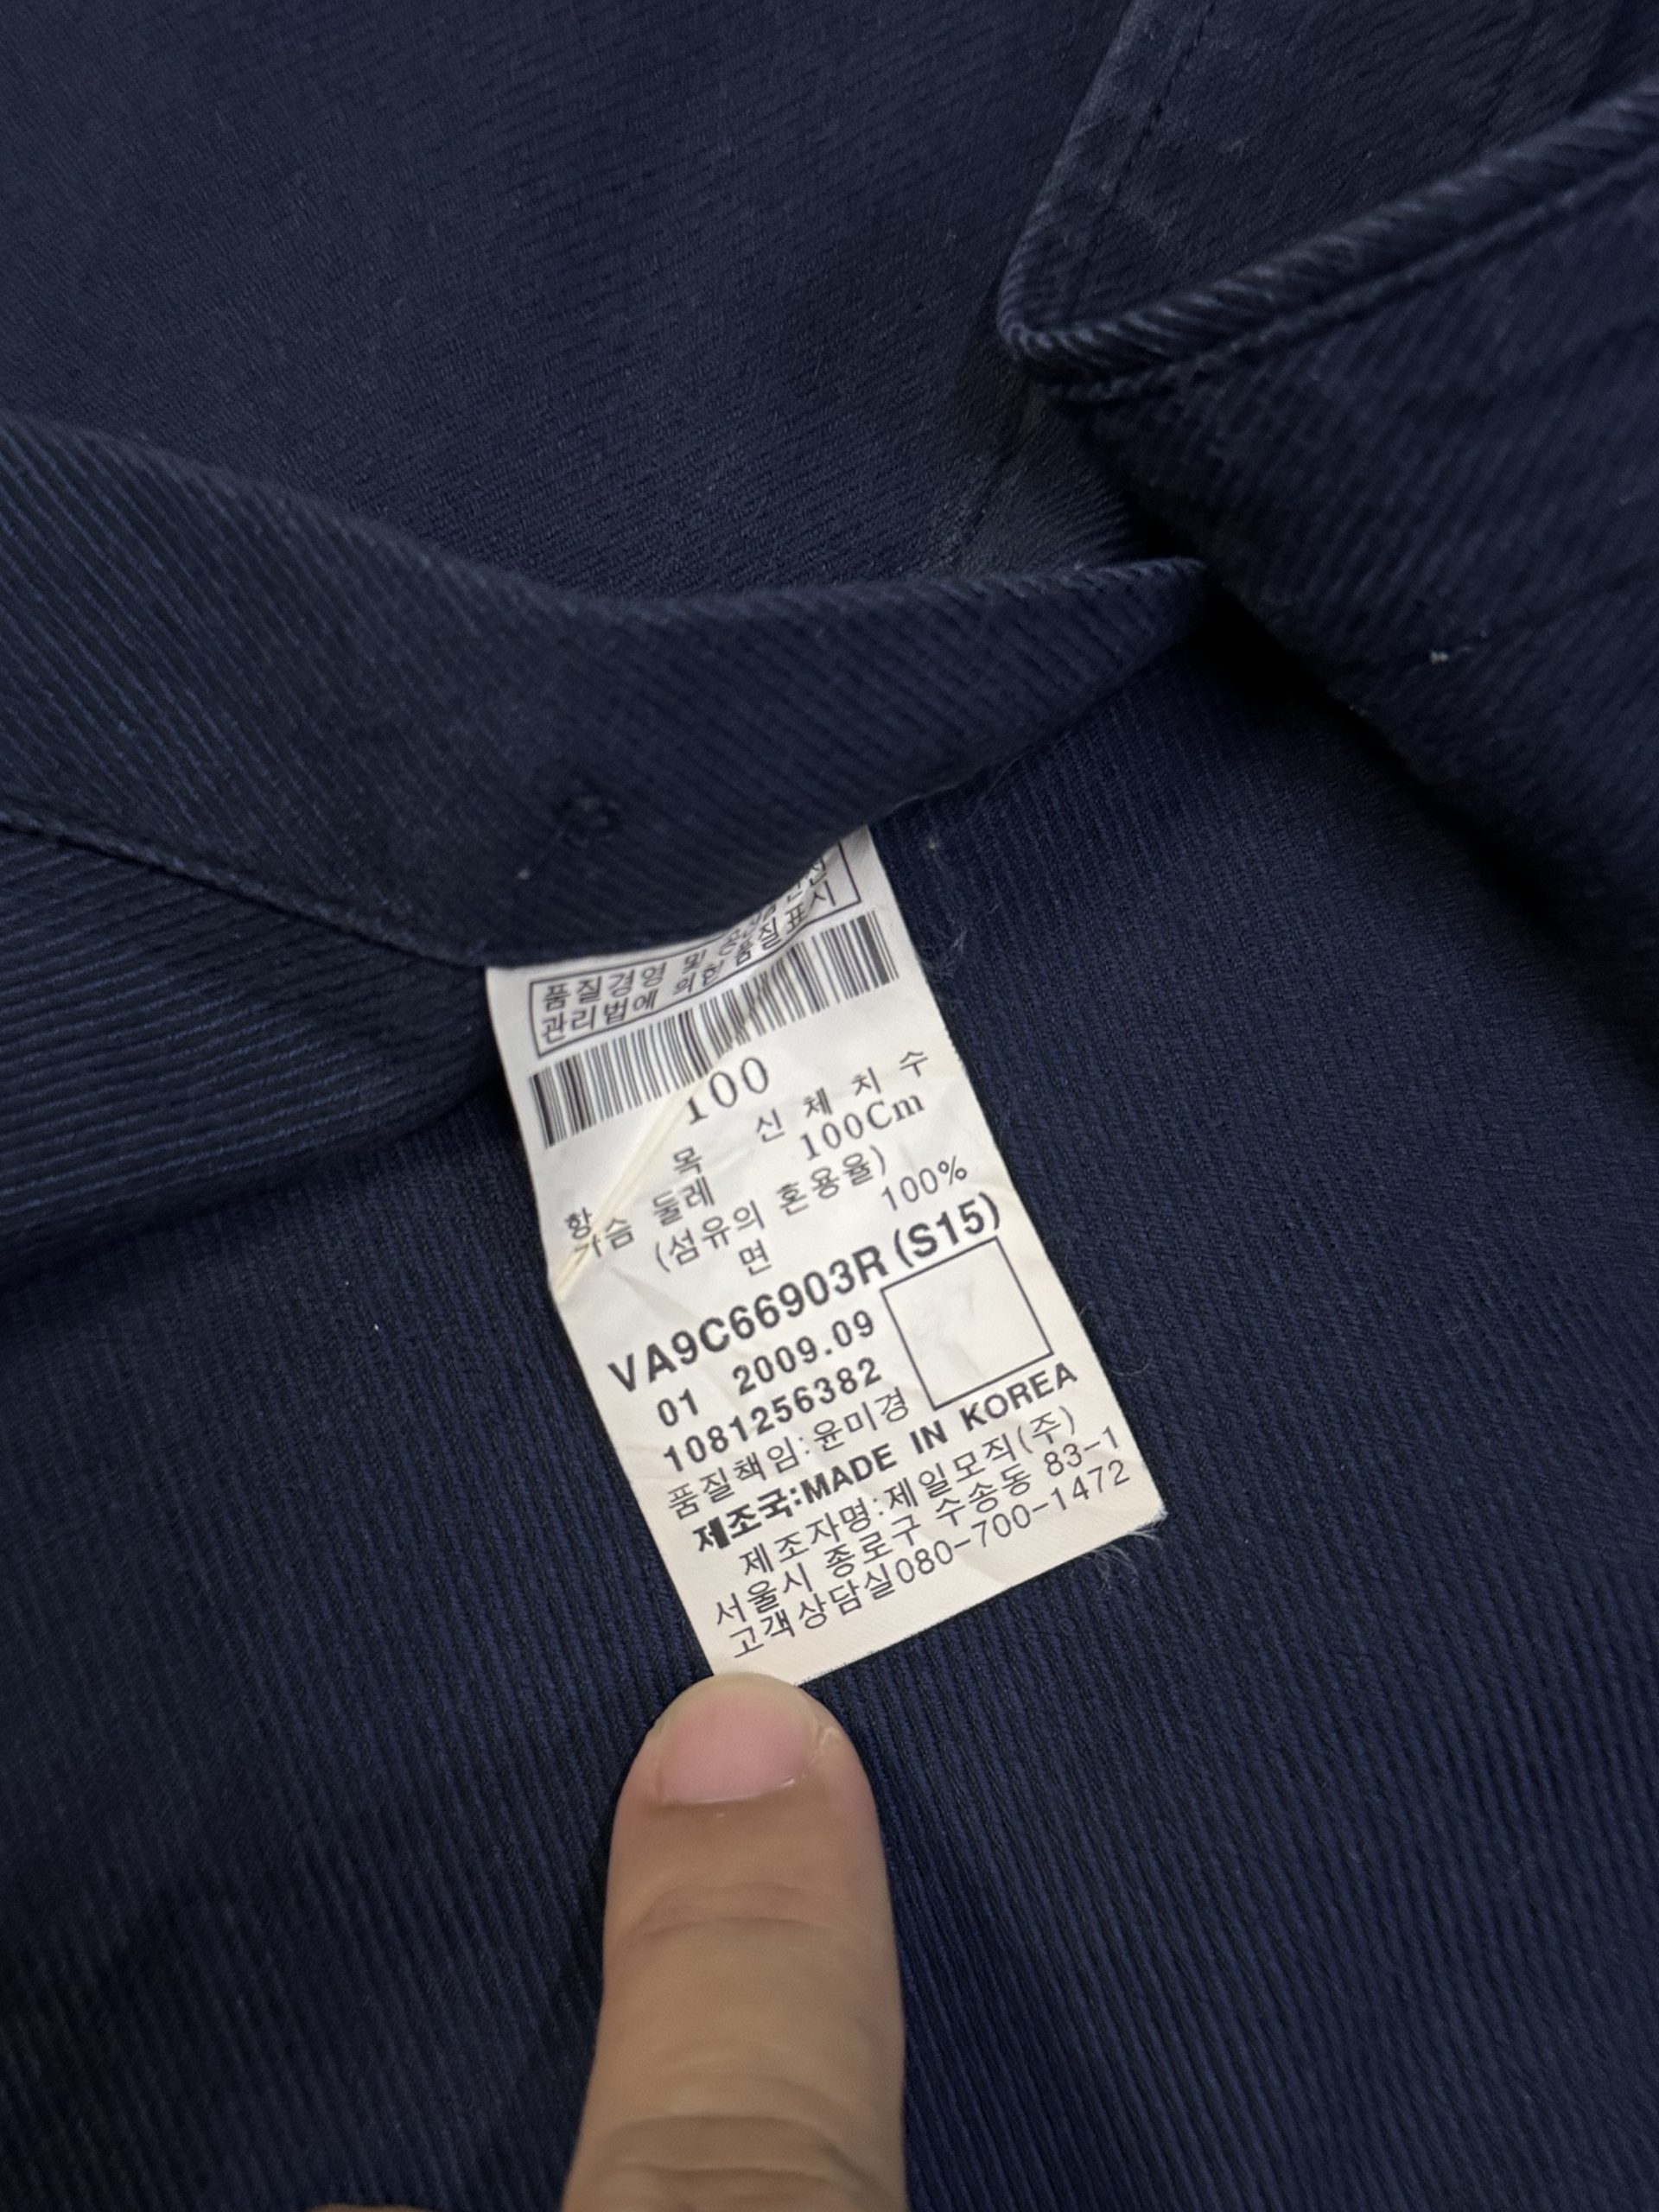 품질경영 및 공산품안전
관리법에 의한 품질표시
100
항 목 신 체 치 수
가슴 둘레 100Cm
(섬유의 혼용율)
면 100%
VA9C66903R(S15)
01 2009.09
1081256382
품질책임:윤미경
제조국:MADE IN KOREA
제조자명:제일모직(주)
서울시 종로구 수송동 83-1
고객상담실080-700-1472